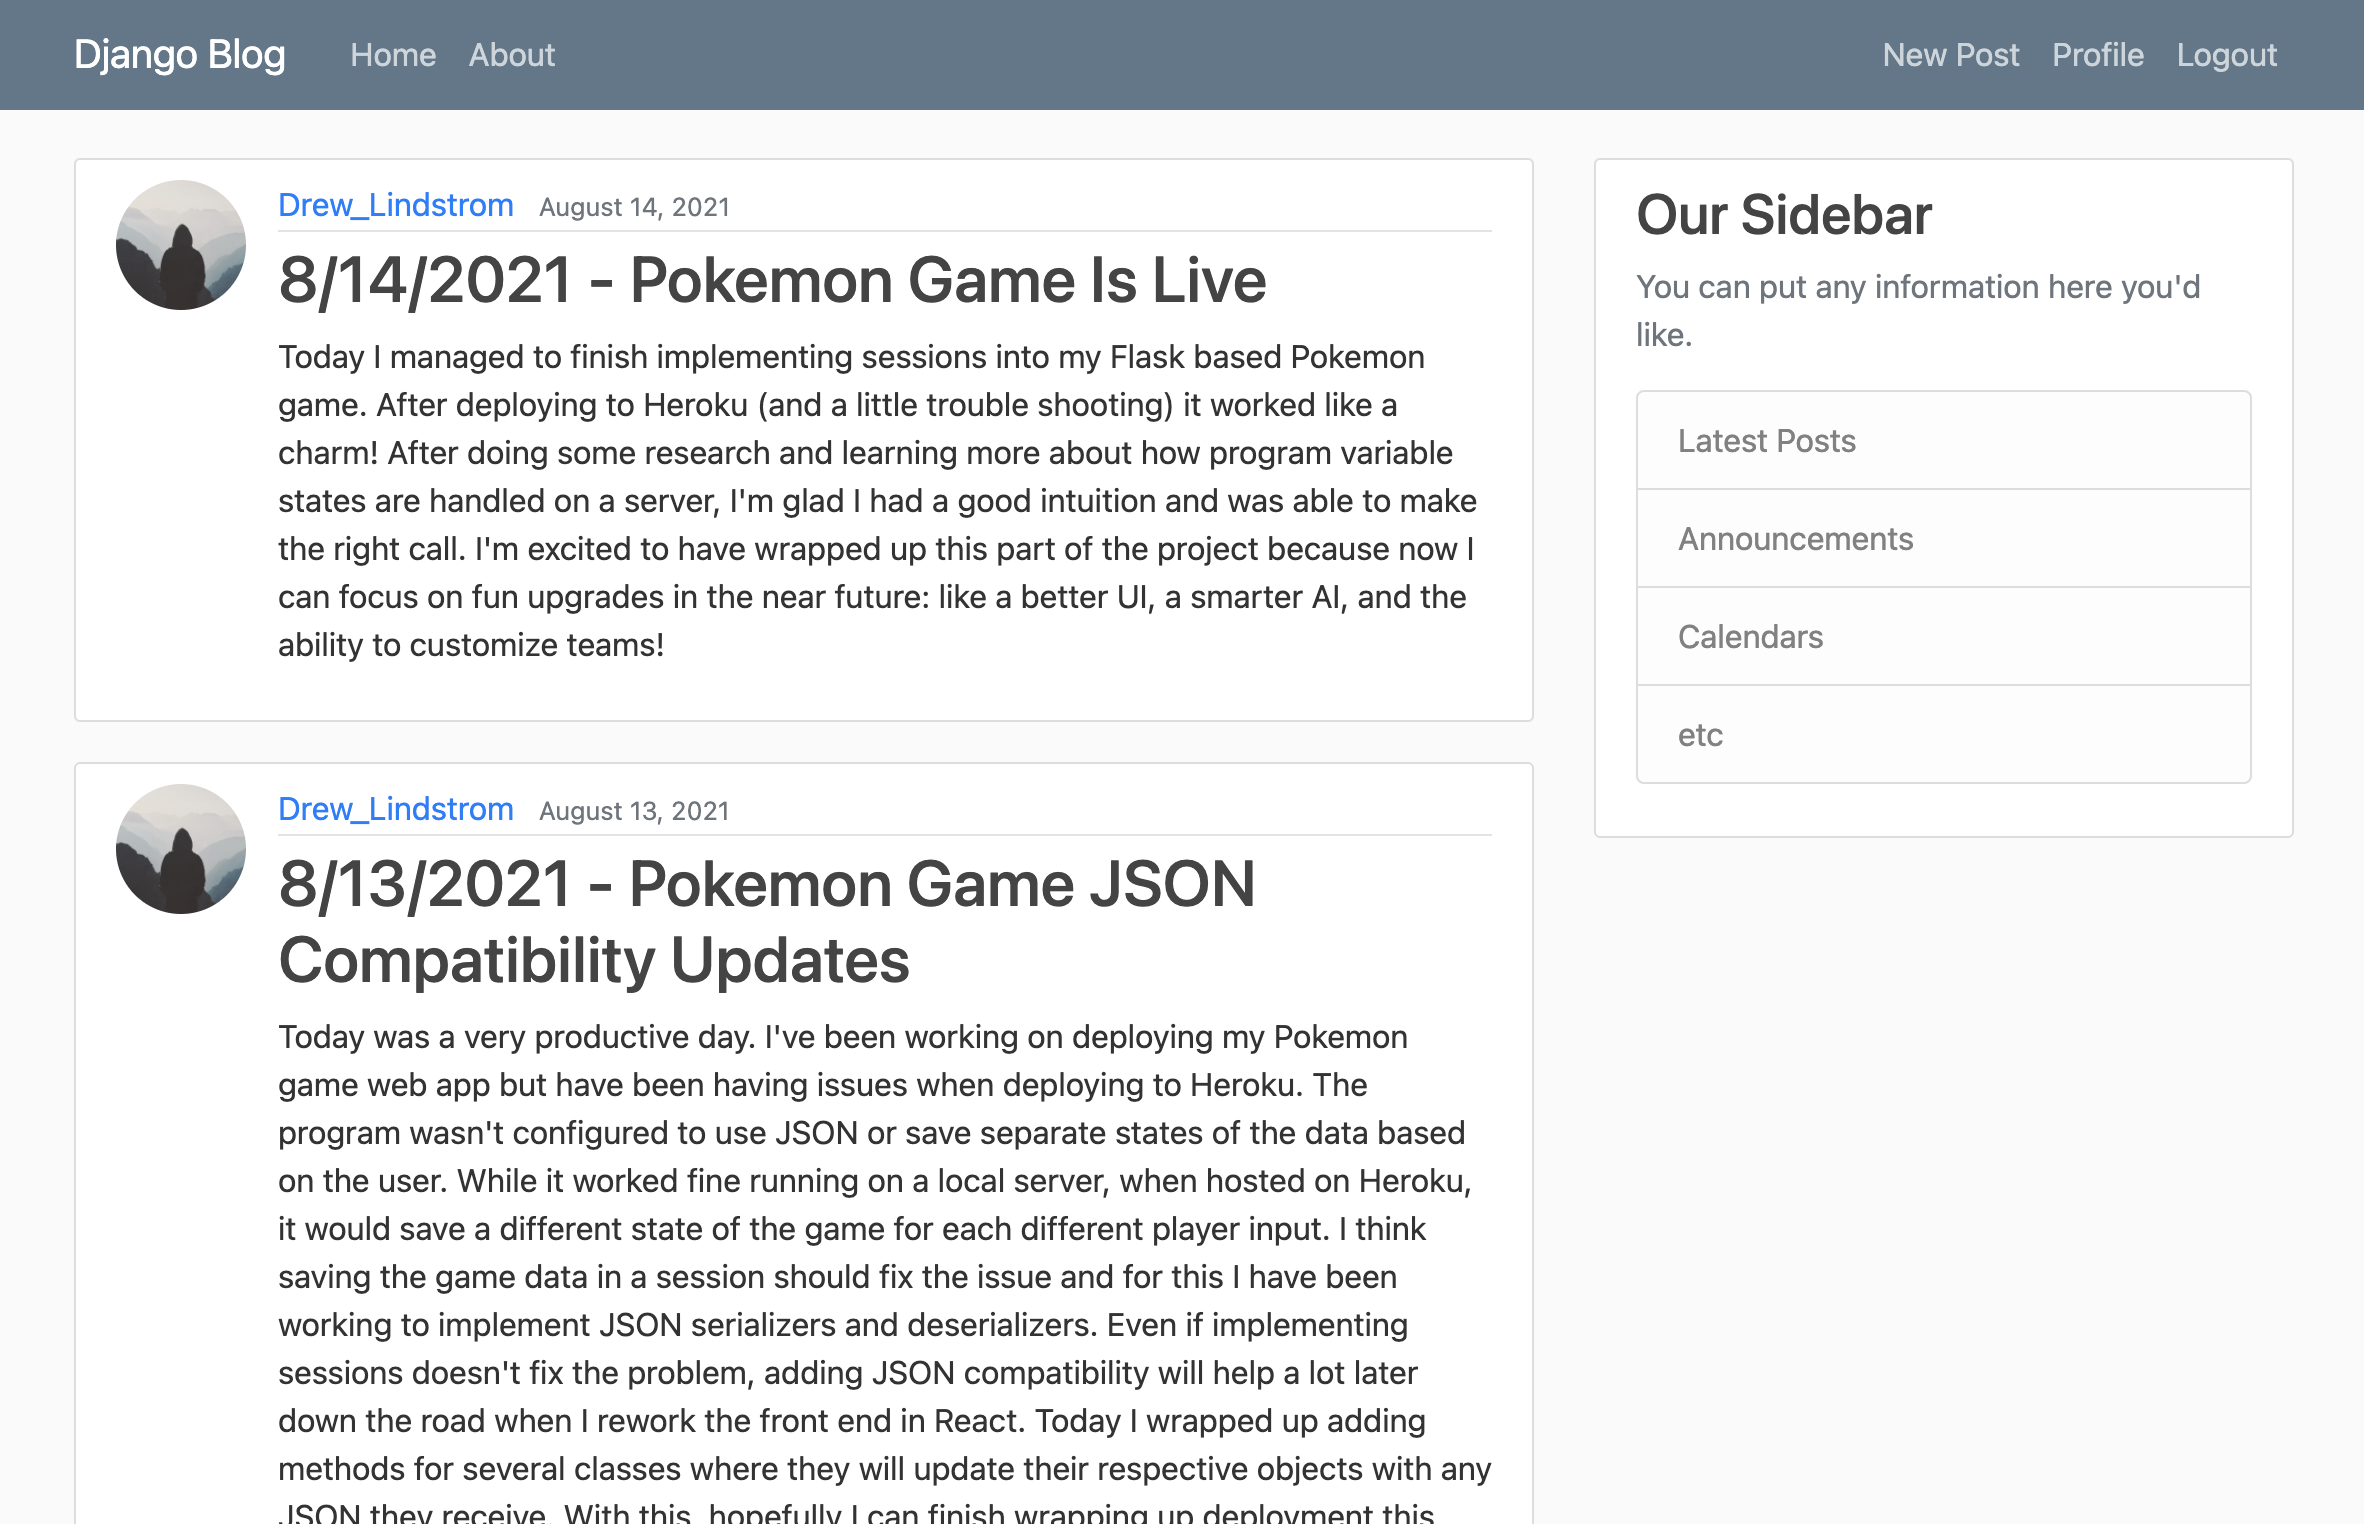 Django Blog Home About New Post Profile Logout
Drew_Lindstrom August 14, 2021
8/14/2021 - Pokemon Game Is Live
Today I managed to finish implementing sessions into my Flask based Pokemon
game. After deploying to Heroku (and a little trouble shooting) it worked like a
charm! After doing some research and learning more about how program variable
states are handled on a server, I'm glad I had a good intuition and was able to make
the right call. I'm excited to have wrapped up this part of the project because now I
can focus on fun upgrades in the near future: like a better UI, a smarter AI, and the
ability to customize teams!
Drew_Lindstrom August 13, 2021
8/13/2021 - Pokemon Game JSON
Compatibility Updates
Today was a very productive day. I've been working on deploying my Pokemon
game web app but have been having issues when deploying to Heroku. The
program wasn't configured to use JSON or save separate states of the data based
on the user. While it worked fine running on a local server, when hosted on Heroku,
it would save a different state of the game for each different player input. I think
saving the game data in a session should fix the issue and for this I have been
working to implement JSON serializers and deserializers. Even if implementing
sessions doesn't fix the problem, adding JSON compatibility will help a lot later
down the road when I rework the front end in React. Today I wrapped up adding
methods for several classes where they will update their respective objects with any
JSON they receive. With this, hopefully I can finish wrapping up deployment this
Our Sidebar
You can put any information here you'd
like.
Latest Posts
Announcements
Calendars
etc